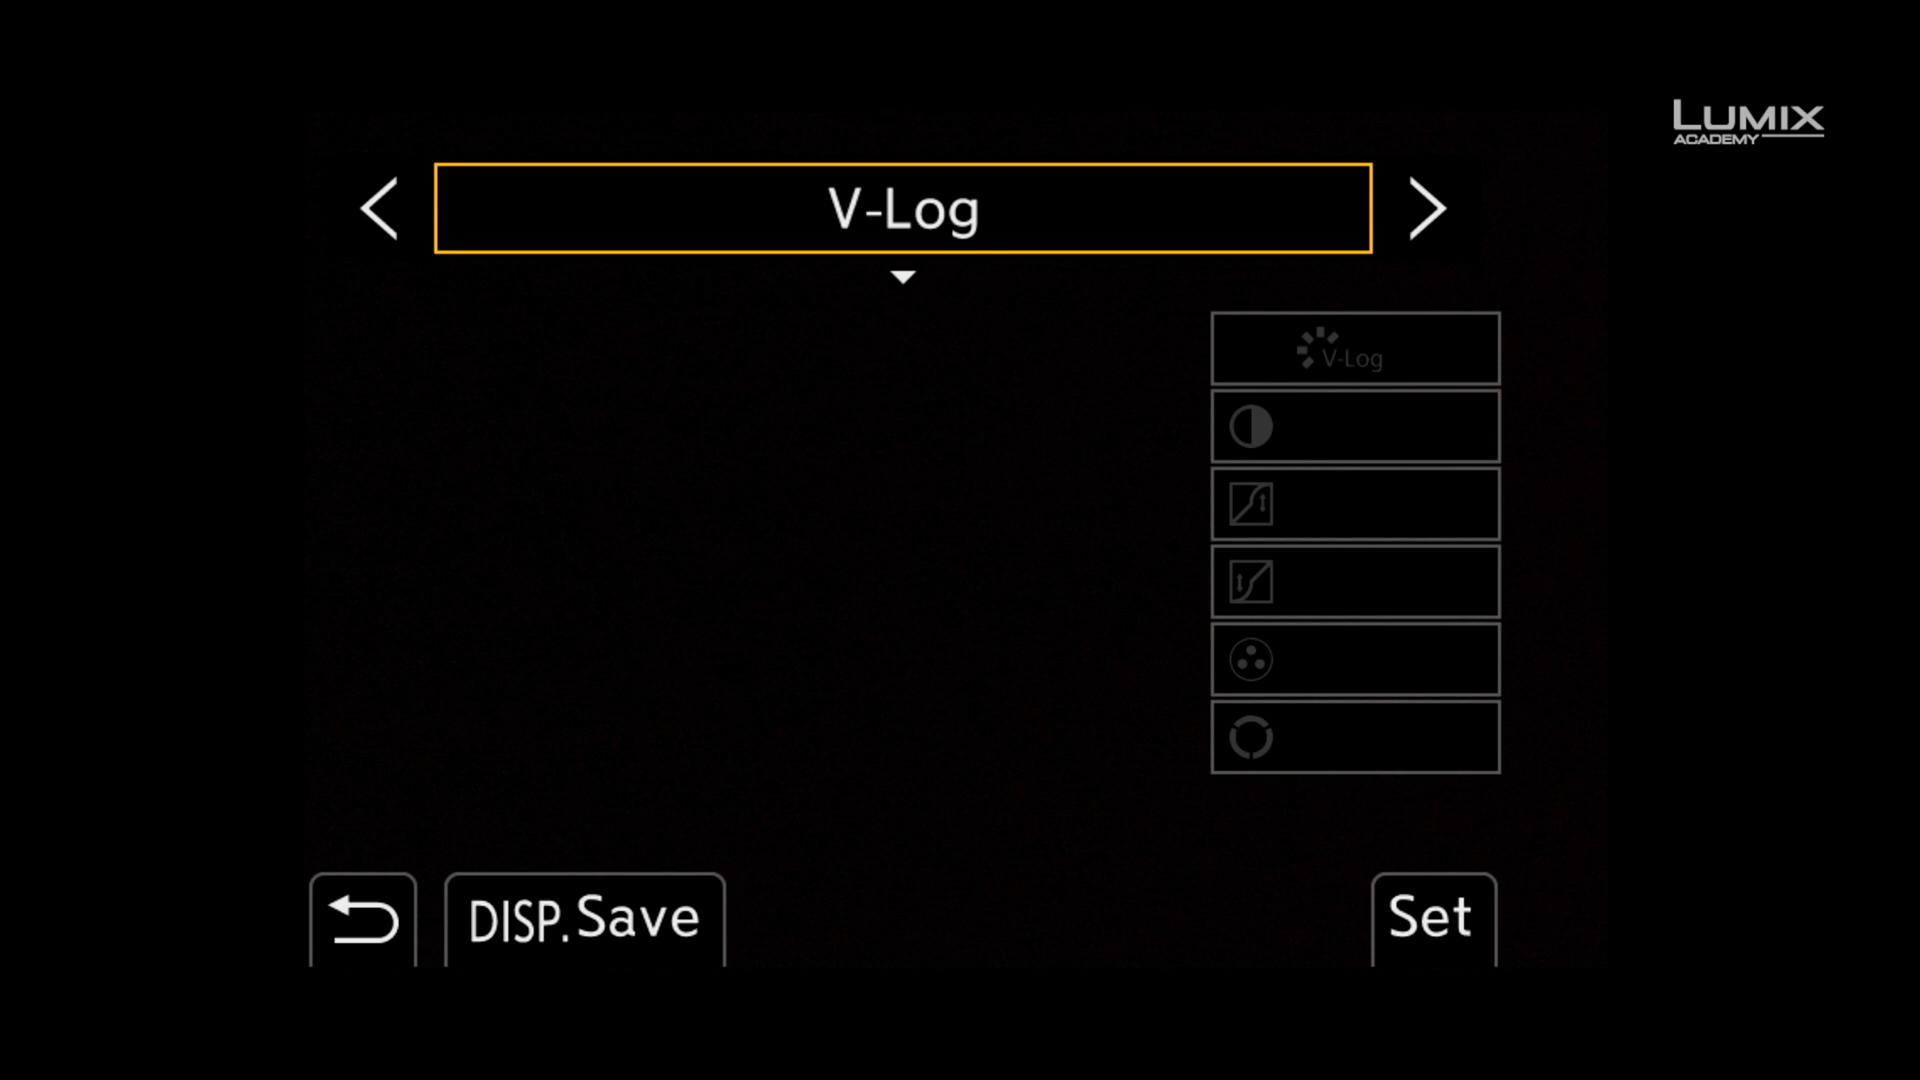 LUMIX
ACADEMY
V-Log
V-Log
DISP. Save
Set